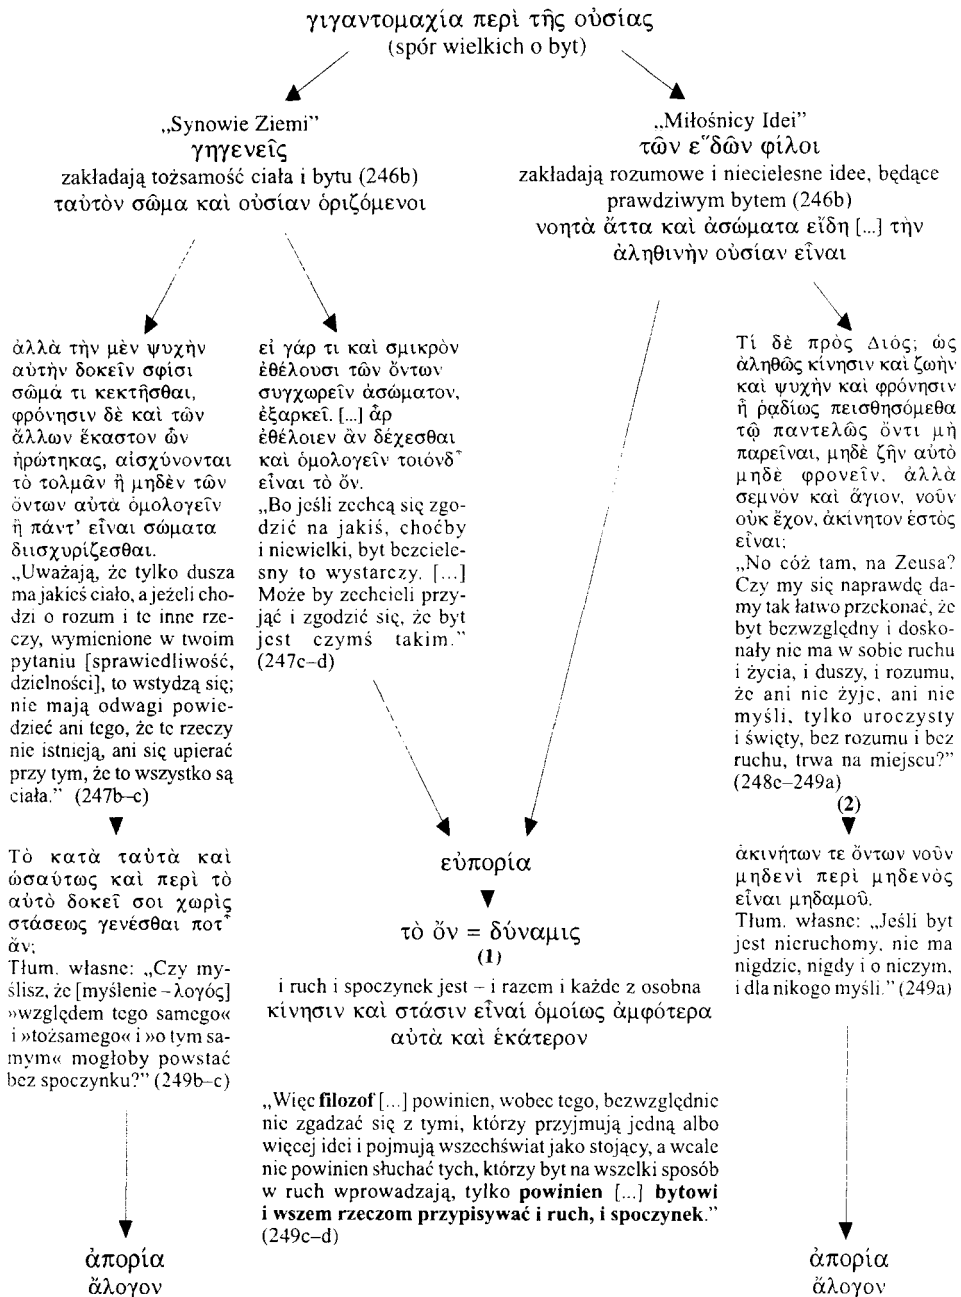 γιγαντομαχία περὶ τῆς οὐσίας
(spór wielkich o byt)
„Synowie Ziemi”
γηγενεῖς
zakładają tożsamość ciała i bytu (246b)
ταὐτὸν σῶμα καὶ οὐσίαν ὁριζόμενοι
„Miłośnicy Idei”
τῶν ε῎δῶν φίλοι
zakładają rozumowe i niecielesne idee, będące
prawdziwym bytem (246b)
νοητὰ ἄττα καὶ ἀσώματα εἴδη [...] τὴν
ἀληθινὴν οὐσίαν εἶναι
ἀλλὰ τὴν μὲν ψυχὴν
αὐτὴν δοκεῖν σφίσι
σῶμά τι κεκτῆσθαι,
φρόνησιν δὲ καὶ τῶν
ἄλλων ἕκαστον ὧν
ἠρώτηκας, αἰσχύνονται
τὸ τολμᾶν ἢ μηδὲν τῶν
ὄντων αὐτὰ ὁμολογεῖν
ἢ πάντ’ εἶναι σώματα
διισχυρίζεσθαι.
„Uważają, że tylko dusza
ma jakieś ciało, a jeżeli cho-
dzi o rozum i te inne rze-
czy, wymienione w twoim
pytaniu [sprawiedliwość,
dzielności], to wstydzą się;
nie mają odwagi powie-
dzieć ani tego, że te rzeczy
nie istnieją, ani się upierać
przy tym, że to wszystko są
ciała.” (247b–c)
Τὸ κατὰ ταὐτὰ καὶ
ὡσαύτως καὶ περὶ τὸ
αὐτὸ δοκεῖ σοι χωρὶς
στάσεως γενέσθαι ποτ᾿
ἄν;
Tłum. własne: „Czy my-
ślisz, że [myślenie – λογός]
»względem tego samego«
i »tożsamego« i »o tym sa-
mym« mogłoby powstać
bez spoczynku?” (249b–c)
ἀπορία
ἄλογον
εἰ γάρ τι καὶ σμικρὸν
ἐθέλουσι τῶν ὄντων
συγχωρεῖν ἀσώματον,
ἐξαρκεῖ. [...] ἆρ
ἐθέλοιεν ἂν δέχεσθαι
καὶ ὁμολογεῖν τοιόνδ᾿
εἶναι τὸ ὄν.
„Bo jeśli zechcą się zgo-
dzić na jakiś, choćby
i niewielki, byt bezciele-
sny to wystarczy. [...]
Może by zechcieli przy-
jąć i zgodzić się, że byt
jest czymś takim.”
(247c–d)
εὐπορία
τὸ ὄν = δύναμις
(1)
i ruch i spoczynek jest – i razem i każde z osobna
κίνησιν καὶ στάσιν εἶναί ὁμοίως ἀμφότερα
αὐτὰ καὶ ἑκάτερον
„Więc filozof [...] powinien, wobec tego, bezwzględnie
nie zgadzać się z tymi, którzy przyjmują jedną albo
więcej idei i pojmują wszechświat jako stojący, a wcale
nie powinien słuchać tych, którzy byt na wszelki sposób
w ruch wprowadzają, tylko powinien [...] bytowi
i wszem rzeczom przypisywać i ruch, i spoczynek.”
(249c–d)
Τί δὲ πρὸς Διός; ὡς
ἀληθῶς κίνησιν καὶ ζωὴν
καὶ ψυχὴν καὶ φρόνησιν
ἦ ῥᾳδίως πεισθησόμεθα
τῷ παντελῶς ὄντι μὴ
παρεῖναι, μηδὲ ζῆν αὐτὸ
μηδὲ φρονεῖν, ἀλλὰ
σεμνὸν καὶ ἅγιον, νοῦν
οὐκ ἔχον, ἀκίνητον ἑστὸς
εἶναι;
„No cóż tam, na Zeusa?
Czy my się naprawdę da-
my tak łatwo przekonać, że
byt bezwzględny i dosko-
nały nie ma w sobie ruchu
i życia, i duszy, i rozumu,
że ani nie żyje, ani nie
myśli, tylko uroczysty
i święty, bez rozumu i bez
ruchu, trwa na miejscu?”
(248e–249a)
(2)
ἀκινήτων τε ὄντων νοῦν
μηδενὶ περὶ μηδενὸς
εἶναι μηδαμοῦ.
Tłum. własne: „Jeśli byt
jest nieruchomy, nie ma
nigdzie, nigdy i o niczym,
i dla nikogo myśli.” (249a)
ἀπορία
ἄλογον